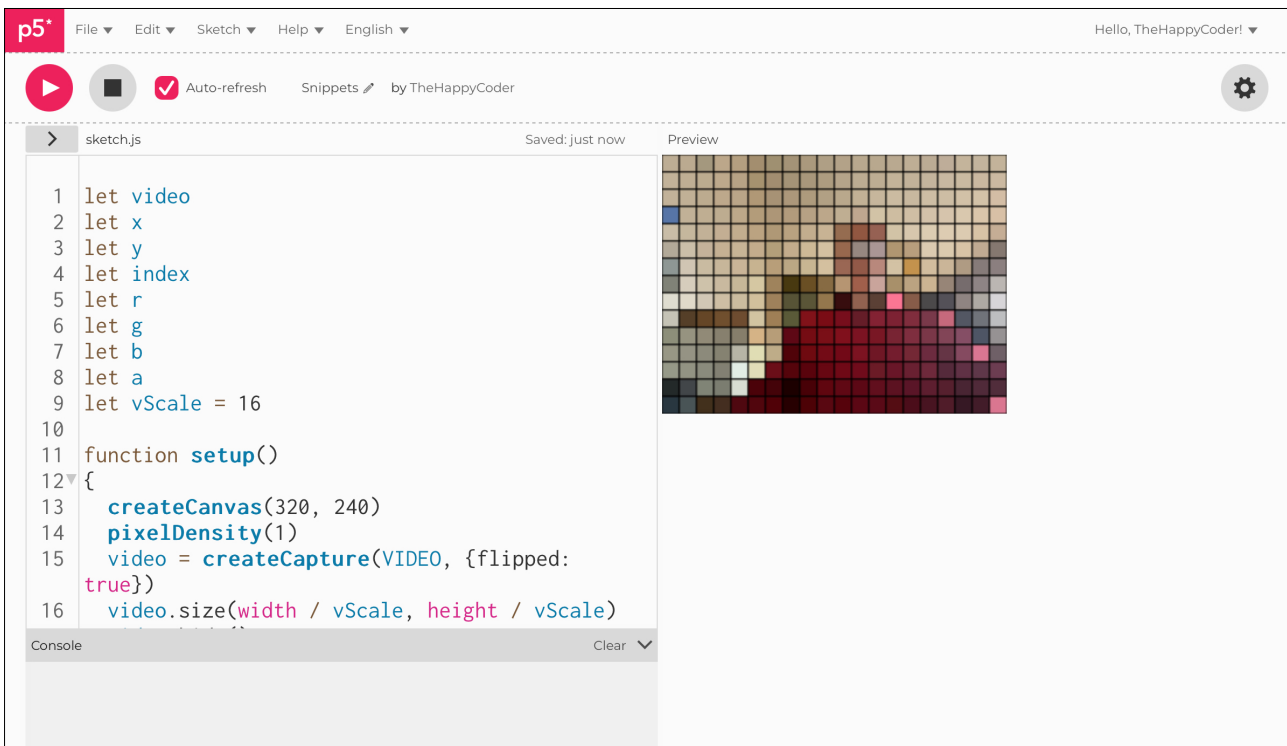 p5*
File Edit Sketch Help English Hello, TheHappyCoder!
Auto-refresh Snippets by TheHappyCoder
sketch.js Saved: just now Preview
1 let video
2 let x
3 let y
4 let index
5 let r
6 let g
7 let b
8 let a
9 let vScale = 16
10
11 function setup()
12 {
13 createCanvas(320, 240)
14 pixelDensity(1)
15 video = createCapture(VIDEO, {flipped:
true})
16 video.size(width / vScale, height / vScale)
Console Clear